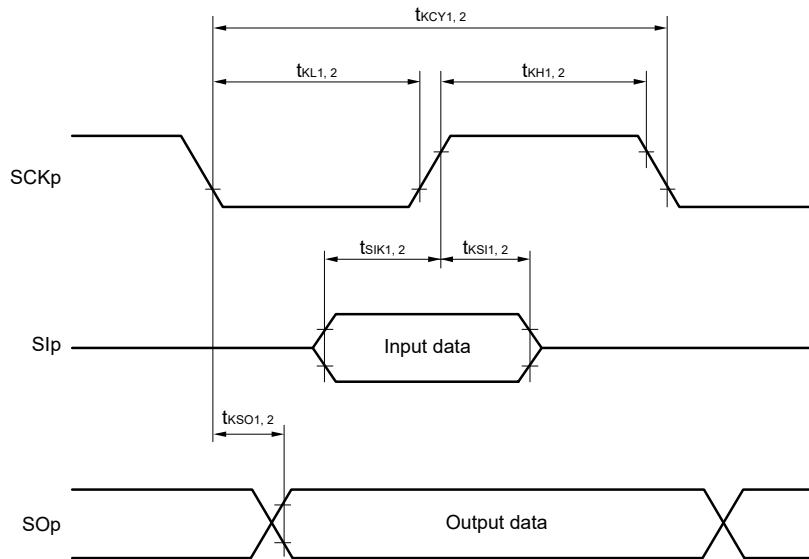 tKCY1, 2
tKL1, 2
tKH1, 2
SCKp
tSIK1, 2
tKSI1, 2
SIp
Input data
tKSO1, 2
SOp
Output data